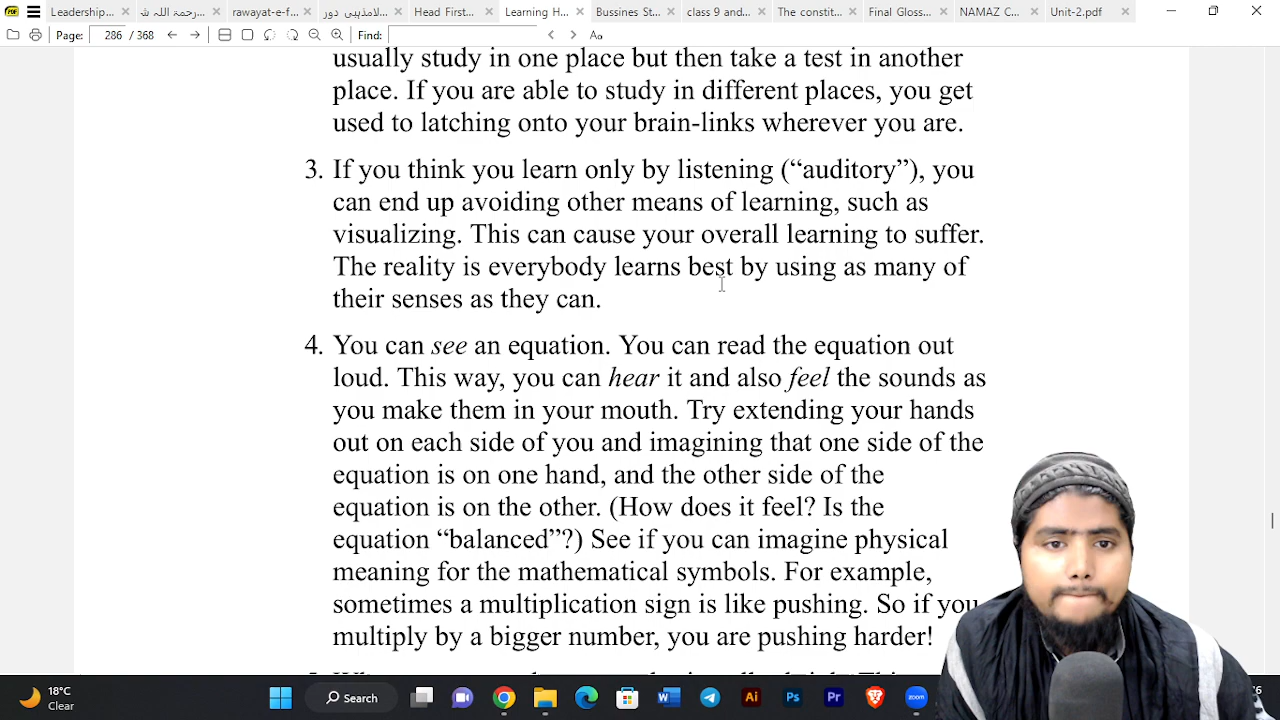 Leadership...
رحمۃ اللہ
rawayat-e-f...
لامذہبی دور...
Head First...
Learning H...
Bussines St...
class 9 and...
The constit...
Final Gloss...
NAMAZ C...
Unit-2.pdf
Page: 286 / 368 Find: Aa
usually study in one place but then take a test in another
place. If you are able to study in different places, you get
used to latching onto your brain-links wherever you are.
3. If you think you learn only by listening (“auditory”), you
can end up avoiding other means of learning, such as
visualizing. This can cause your overall learning to suffer.
The reality is everybody learns best by using as many of
their senses as they can.
4. You can see an equation. You can read the equation out
loud. This way, you can hear it and also feel the sounds as
you make them in your mouth. Try extending your hands
out on each side of you and imagining that one side of the
equation is on one hand, and the other side of the
equation is on the other. (How does it feel? Is the
equation “balanced”?) See if you can imagine physical
meaning for the mathematical symbols. For example,
sometimes a multiplication sign is like pushing. So if you
multiply by a bigger number, you are pushing harder!
18°C
Clear
Search
Ai
Ps
Pr
zoom